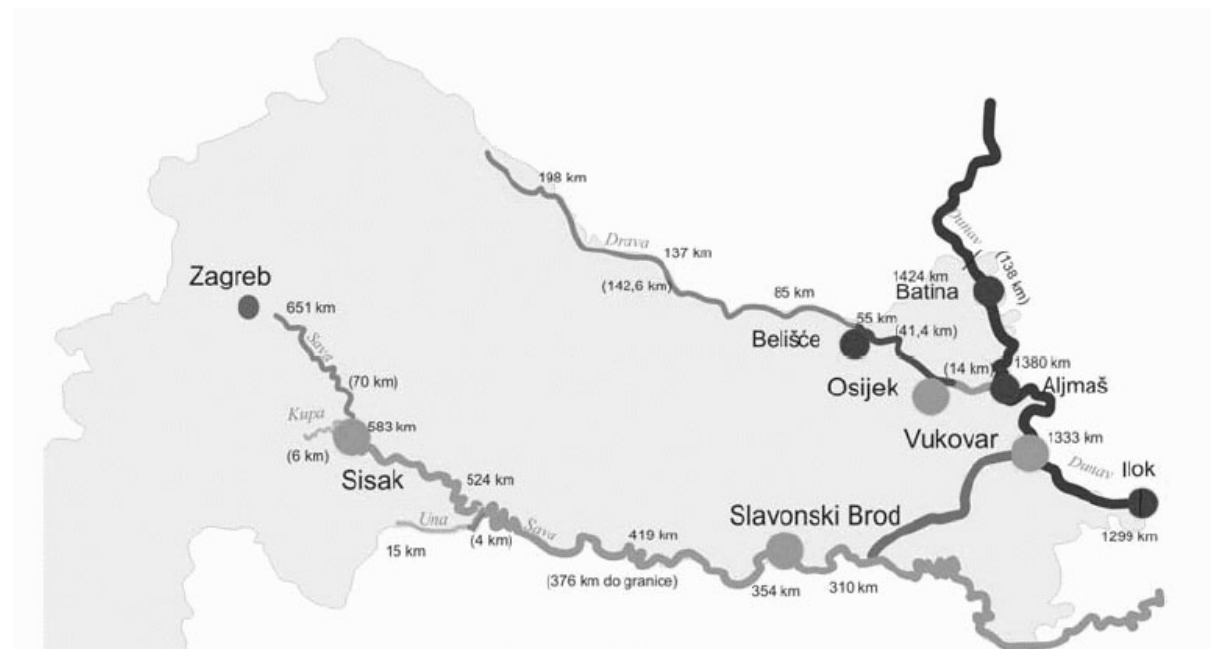 198 km
Drava
137 km
(142,6 km)
85 km
Dunav
(138 km)
1424 km
Batina
Zagreb
651 km
Sava
(70 km)
55 km
(41,4 km)
Belišće
(14 km)
1380 km
Osijek
Aljmaš
Kupa
583 km
(6 km)
Sisak
Vukovar
1333 km
Dunav
Ilok
1299 km
524 km
Una
(4 km)
15 km
Sava
419 km
(376 km do granice)
Slavonski Brod
354 km
310 km